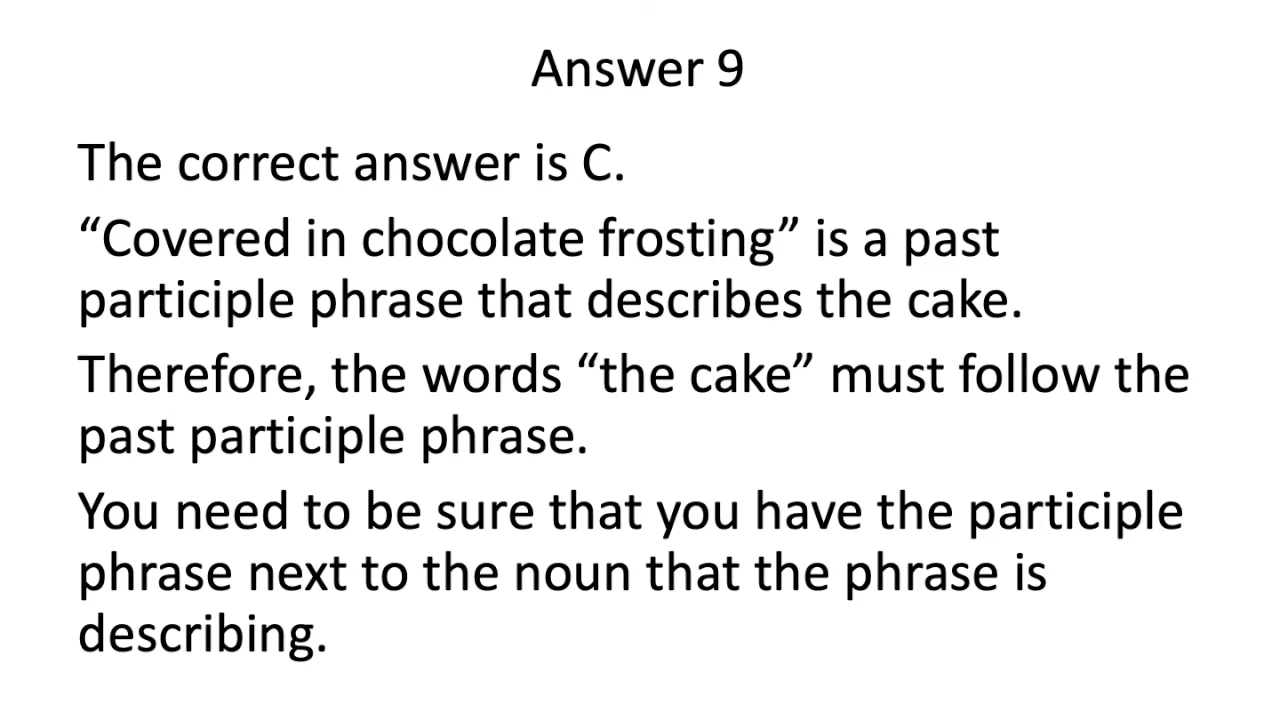 Answer 9
The correct answer is C.
“Covered in chocolate frosting” is a past
participle phrase that describes the cake.
Therefore, the words “the cake” must follow the
past participle phrase.
You need to be sure that you have the participle
phrase next to the noun that the phrase is
describing.